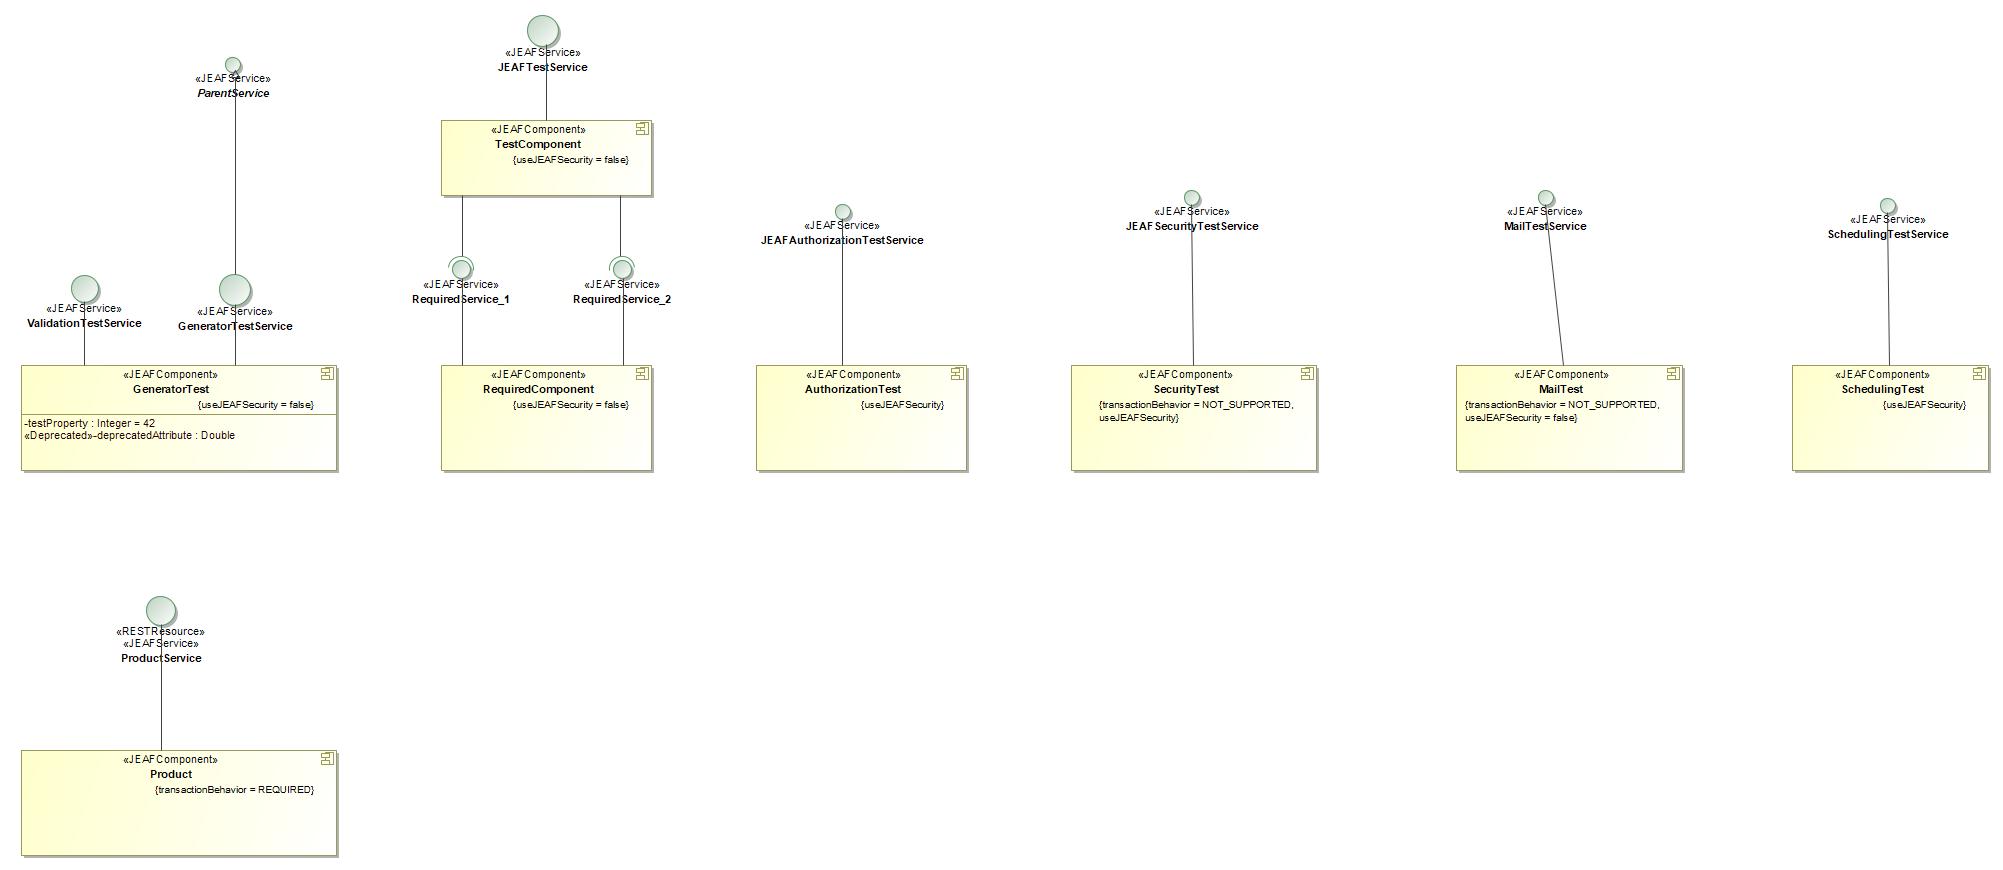 «JEAFService»
ParentService
«JEAFService»
ValidationTestService
«JEAFService»
GeneratorTestService
«JEAFComponent»
GeneratorTest
{useJEAFSecurity = false}
-testProperty : Integer = 42
«Deprecated»-deprecatedAttribute : Double
«JEAFService»
JEAFTestService
«JEAFComponent»
TestComponent
{useJEAFSecurity = false}
«JEAFService»
RequiredService_1
«JEAFService»
RequiredService_2
«JEAFComponent»
RequiredComponent
{useJEAFSecurity = false}
«JEAFService»
JEAFAuthorizationTestService
«JEAFComponent»
AuthorizationTest
{useJEAFSecurity}
«JEAFService»
JEAFSecurityTestService
«JEAFComponent»
SecurityTest
{transactionBehavior = NOT_SUPPORTED,
useJEAFSecurity}
«JEAFService»
MailTestService
«JEAFComponent»
MailTest
{transactionBehavior = NOT_SUPPORTED,
useJEAFSecurity = false}
«JEAFService»
SchedulingTestService
«JEAFComponent»
SchedulingTest
{useJEAFSecurity}
«RESTResource»
«JEAFService»
ProductService
«JEAFComponent»
Product
{transactionBehavior = REQUIRED}